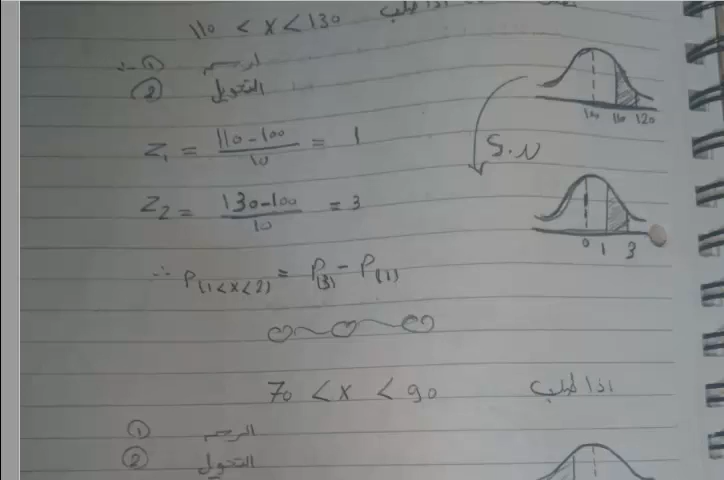 اذا طلب 110 < x < 130
∴ ① ارسم
② التحويل
100 110 120
Z₁ = 110-100/10 = 1
S.N
Z₂ = 130-100/10 = 3
0 1 3
∴ P(1<x<2) = P(3) - P(1)
اذا طلب 70 < x < 90
① الرسم
② التحويل